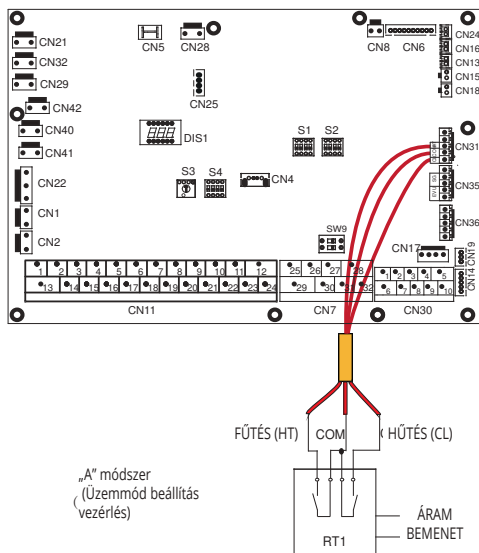 CN21
CN32
CN29
CN42
CN40
CN41
CN22
CN1
CN2
CN5
CN28
CN25
DIS1
S3
S4
CN4
S1
S2
SW9
CN8
CN6
CN24
CN16
CN13
CN15
CN18
CN31
CN35
CN36
CN17
CN19
CN14
1 2 3 4 5 6 7 8 9 10 11 12
13 14 15 16 17 18 19 20 21 22 23 24
CN11
25 26 27 28
29 30 31 32
CN7
1 2 3 4 5
6 7 8 9 10
CN30
FŰTÉS (HT)
COM
HŰTÉS (CL)
„A” módszer
(Üzemmód beállítás
vezérlés)
RT1
ÁRAM
BEMENET